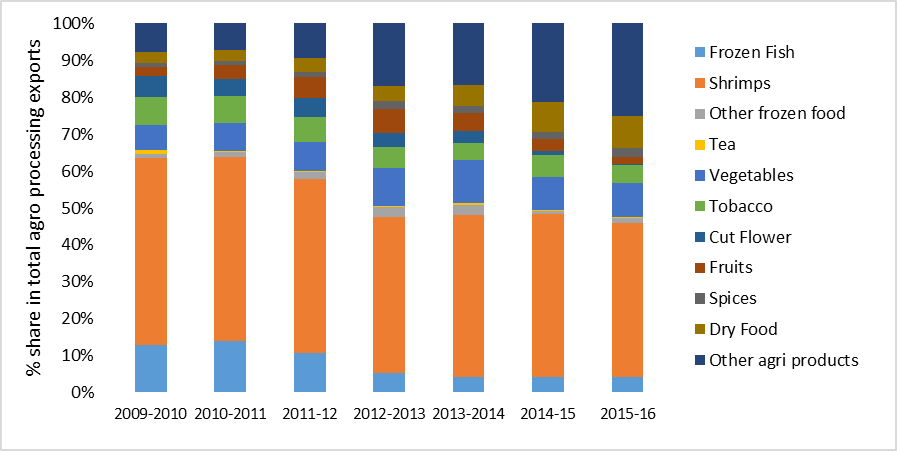 % share in total agro processing exports
100%
90%
80%
70%
60%
50%
40%
30%
20%
10%
0%
2009-2010
2010-2011
2011-12
2012-2013
2013-2014
2014-15
2015-16
Frozen Fish
Shrimps
Other frozen food
Tea
Vegetables
Tobacco
Cut Flower
Fruits
Spices
Dry Food
Other agri products